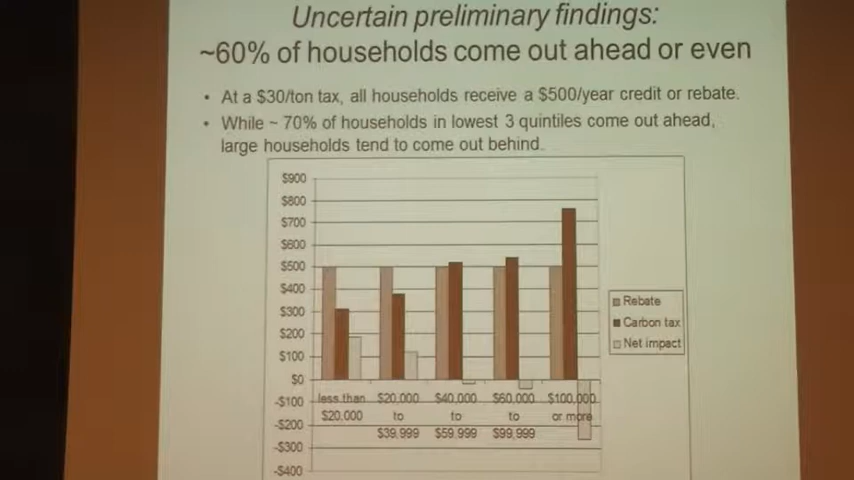 Uncertain preliminary findings:
~60% of households come out ahead or even
• At a $30/ton tax, all households receive a $500/year credit or rebate.
• While ~ 70% of households in lowest 3 quintiles come out ahead,
large households tend to come out behind.
$900
$800
$700
$600
$500
$400
$300
$200
$100
$0
-$100
-$200
-$300
-$400
less than
$20,000
$20,000
to
$39,999
$40,000
to
$59,999
$60,000
to
$99,999
$100,000
or more
Rebate
Carbon tax
Net impact